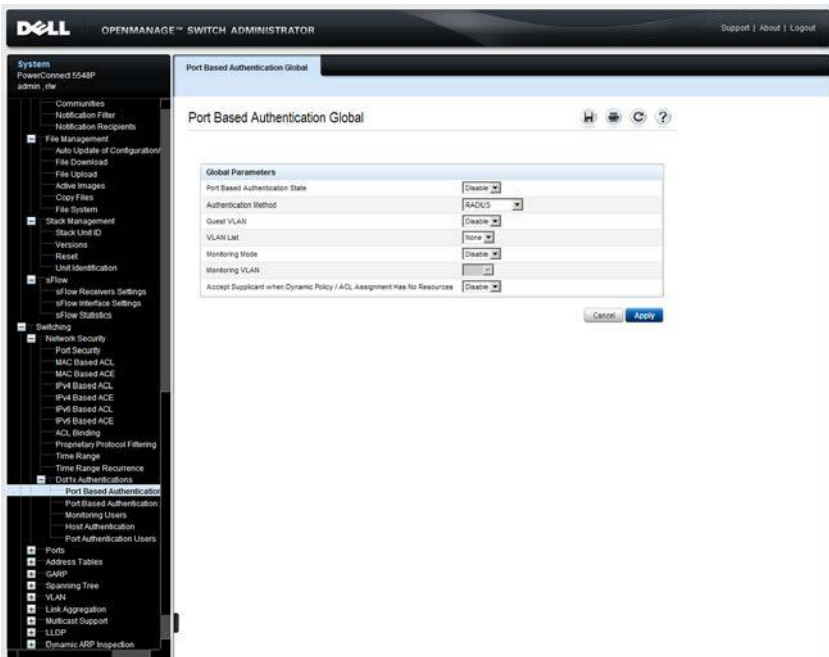 DELL OPENMANAGE™ SWITCH ADMINISTRATOR
Support | About | Logout
System
PowerConnect 5548P
admin , r/w
Communities
Notification Filter
Notification Recipients
File Management
Auto Update of Configuration/
File Download
File Upload
Active Images
Copy Files
File System
Stack Management
Stack Unit ID
Versions
Reset
Unit Identification
sFlow
sFlow Receivers Settings
sFlow Interface Settings
sFlow Statistics
Switching
Network Security
Port Security
MAC Based ACL
MAC Based ACE
IPv4 Based ACL
IPv4 Based ACE
IPv6 Based ACL
IPv6 Based ACE
ACL Binding
Proprietary Protocol Filtering
Time Range
Time Range Recurrence
Dot1x Authentications
Port Based Authentication
Port Based Authentication
Monitoring Users
Host Authentication
Port Authentication Users
Ports
Address Tables
GARP
Spanning Tree
VLAN
Link Aggregation
Multicast Support
LLDP
Dynamic ARP Inspection
Port Based Authentication Global
Port Based Authentication Global
?
Global Parameters
Port Based Authentication State Disable
Authentication Method RADIUS
Guest VLAN Disable
VLAN List None
Monitoring Mode Disable
Monitoring VLAN
Accept Supplicant when Dynamic Policy / ACL Assignment Has No Resources Disable
Cancel Apply